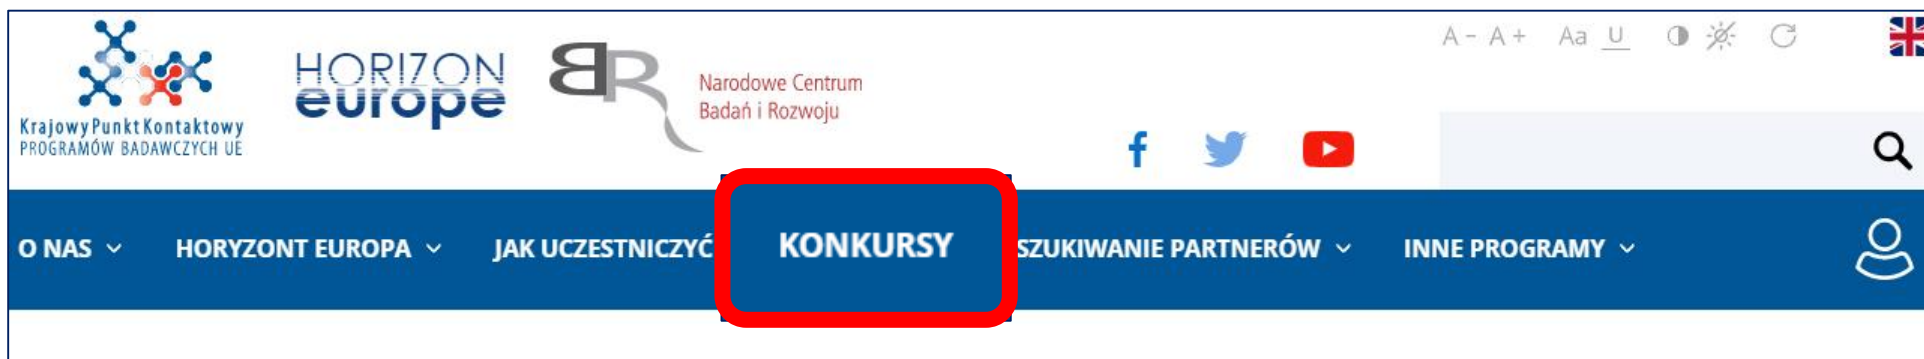 A- A+ Aa U
HORIZON
europe
BR
Narodowe Centrum
Badań i Rozwoju
Krajowy Punkt Kontaktowy
PROGRAMÓW BADAWCZYCH UE
O NAS HORYZONT EUROPA JAK UCZESTNICZYĆ KONKURSY SZUKIWANIE PARTNERÓW INNE PROGRAMY